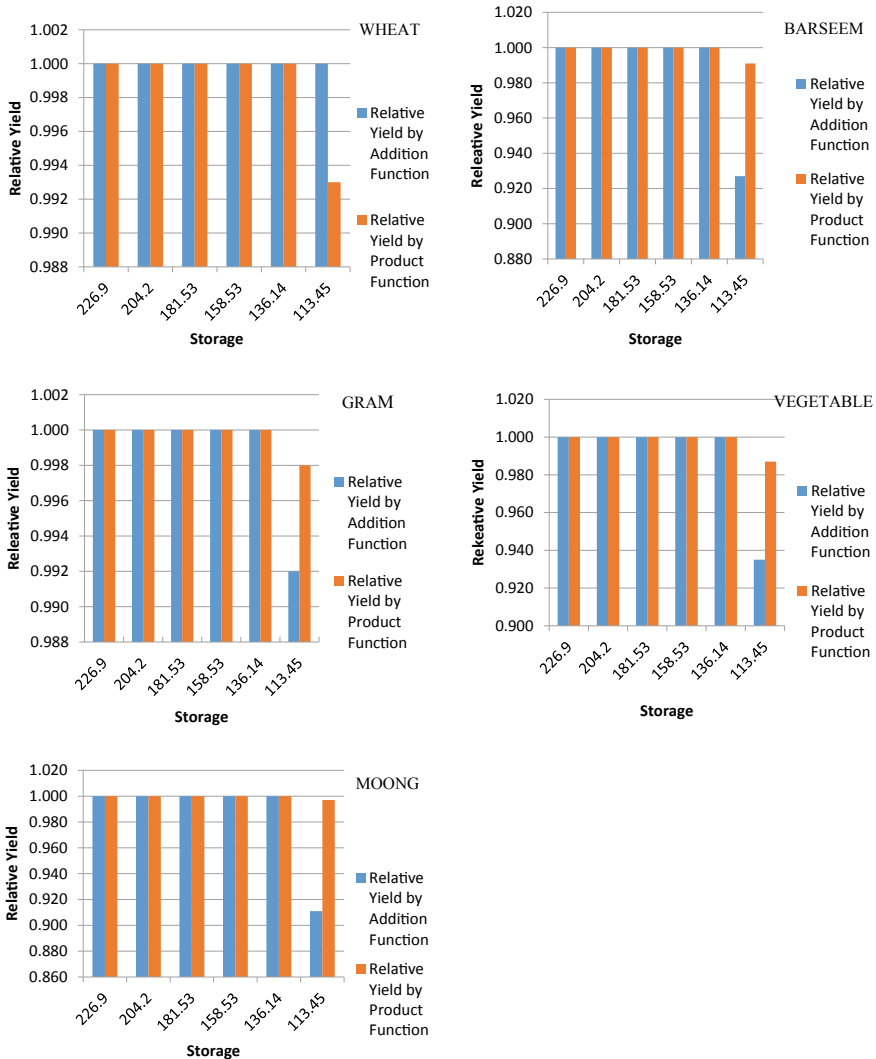 WHEAT
1.002
1.000
0.998
0.996
0.994
0.992
0.990
0.988
Relative Yield
226.9
204.2
181.53
158.53
136.14
113.45
Storage
Relative
Yield by
Addition
Function
Relative
Yield by
Product
Function
BARSEEM
1.020
1.000
0.980
0.960
0.940
0.920
0.900
0.880
Releative Yield
226.9
204.2
181.53
158.53
136.14
113.45
Storage
Relative
Yield by
Addition
Function
Relative
Yield by
Product
Function
GRAM
1.002
1.000
0.998
0.996
0.994
0.992
0.990
0.988
Releative Yield
226.9
204.2
181.53
158.53
136.14
113.45
Storage
Relative
Yield by
Addition
Function
Relative
Yield by
Product
Function
VEGETABLE
1.020
1.000
0.980
0.960
0.940
0.920
0.900
Rekeative Yield
226.9
204.2
181.53
158.53
136.14
113.45
Storage
Relative
Yield by
Addition
Function
Relative
Yield by
Product
Function
MOONG
1.020
1.000
0.980
0.960
0.940
0.920
0.900
0.880
0.860
Relative Yield
226.9
204.2
181.53
158.53
136.14
113.45
Storage
Relative
Yield by
Addition
Function
Relative
Yield by
Product
Function